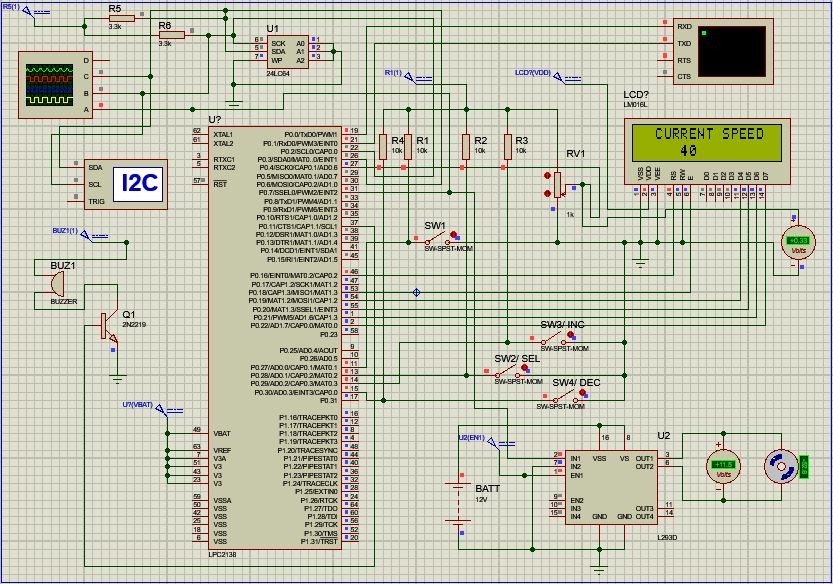 R5(1)
R5
3.3k
R6
3.3k
U1
6 SCK A0 1
5 SDA A1 2
7 WP A2 3
24LC64
D
C
B
A
RXD
TXD
RTS
CTS
R1(1)
LCD?(VDD)
LCD?
LM016L
CURRENT SPEED
40
VSS VDD VEE RS RW E D0 D1 D2 D3 D4 D5 D6 D7
1 2 3 4 5 6 7 8 9 10 11 12 13 14
R4
10k
R1
10k
R2
10k
R3
10k
RV1
1k
SDA
SCL
TRIG
I2C
BUZ1(1)
BUZ1
BUZZER
Q1
2N2219
+0.33
Volts
SW1
SW-SPST-MOM
SW3/ INC
SW-SPST-MOM
SW2/ SEL
SW-SPST-MOM
SW4/ DEC
SW-SPST-MOM
U?
62 XTAL1
61 XTAL2
3 RTXC1
5 RTXC2
57 RST
P0.0/TxD0/PWM1 19
P0.1/RxD0/PWM3/EINT0 21
P0.2/SCL0/CAP0.0 22
P0.3/SDA0/MAT0.0/EINT1 26
P0.4/SCK0/CAP0.1/AD0.6 27
P0.5/MISO0/MAT0.1/AD0.7 29
P0.6/MOSI0/CAP0.2/AD1.0 30
P0.7/SSEL0/PWM2/EINT2 31
P0.8/TxD1/PWM4/AD1.1 33
P0.9/RxD1/PWM6/EINT3 34
P0.10/RTS1/CAP1.0/AD1.2 35
P0.11/CTS1/CAP1.1/SCL1 37
P0.12/DSR1/MAT1.0/AD1.3 38
P0.13/DTR1/MAT1.1/AD1.4 39
P0.14/DCD1/EINT1/SDA1 41
P0.15/RI1/EINT2/AD1.5 45
P0.16/EINT0/MAT0.2/CAP0.2 46
P0.17/CAP1.2/SCK1/MAT1.2 47
P0.18/CAP1.3/MISO1/MAT1.3 53
P0.19/MAT1.2/MOSI1/CAP1.2 54
P0.20/MAT1.3/SSEL1/EINT3 55
P0.21/PWM5/AD1.6/CAP1.3 1
P0.22/AD1.7/CAP0.0/MAT0.0 2
P0.23 58
P0.25/AD0.4/AOUT 9
P0.26/AD0.5 10
P0.27/AD0.0/CAP0.1/MAT0.1 11
P0.28/AD0.1/CAP0.2/MAT0.2 13
P0.29/AD0.2/CAP0.3/MAT0.3 14
P0.30/AD0.3/EINT3/CAP0.0 15
P0.31 17
P1.16/TRACEPKT0 16
P1.17/TRACEPKT1 12
P1.18/TRACEPKT2 8
P1.19/TRACEPKT3 4
P1.20/TRACESYNC 48
P1.21/PIPESTAT0 44
P1.22/PIPESTAT1 40
P1.23/PIPESTAT2 36
P1.24/TRACECLK 32
P1.25/EXTIN0 28
P1.26/RTCK 24
P1.27/TDO 64
P1.28/TDI 60
P1.29/TCK 56
P1.30/TMS 52
P1.31/TRST 20
U?(VBAT)
49 VBAT
63 VREF
7 V3A
51 V3
43 V3
23 V3
59 VSSA
50 VSS
42 VSS
25 VSS
18 VSS
6 VSS
LPC2138
U2(EN1)
BATT
12V
U2
16 8
2 IN1 VSS VS OUT1 3
7 IN2 OUT2 6
1 EN1
9 EN2
10 IN3 OUT3 11
15 IN4 GND GND OUT4 14
L293D
+11.5
Volts